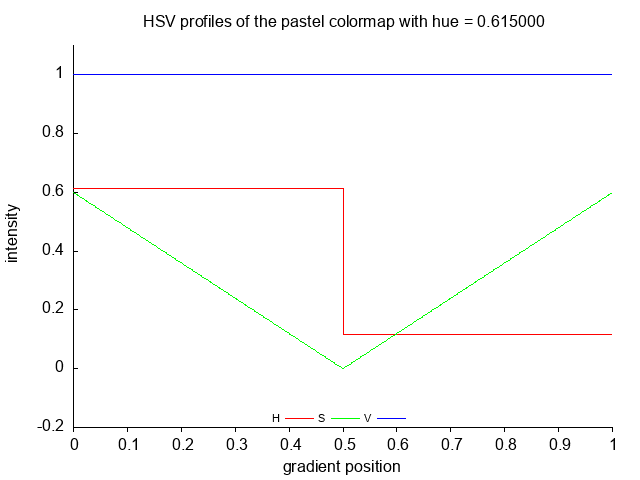 HSV profiles of the pastel colormap with hue = 0.615000
1
0.8
0.6
0.4
0.2
0
-0.2
intensity
H S V
0 0.1 0.2 0.3 0.4 0.5 0.6 0.7 0.8 0.9 1
gradient position